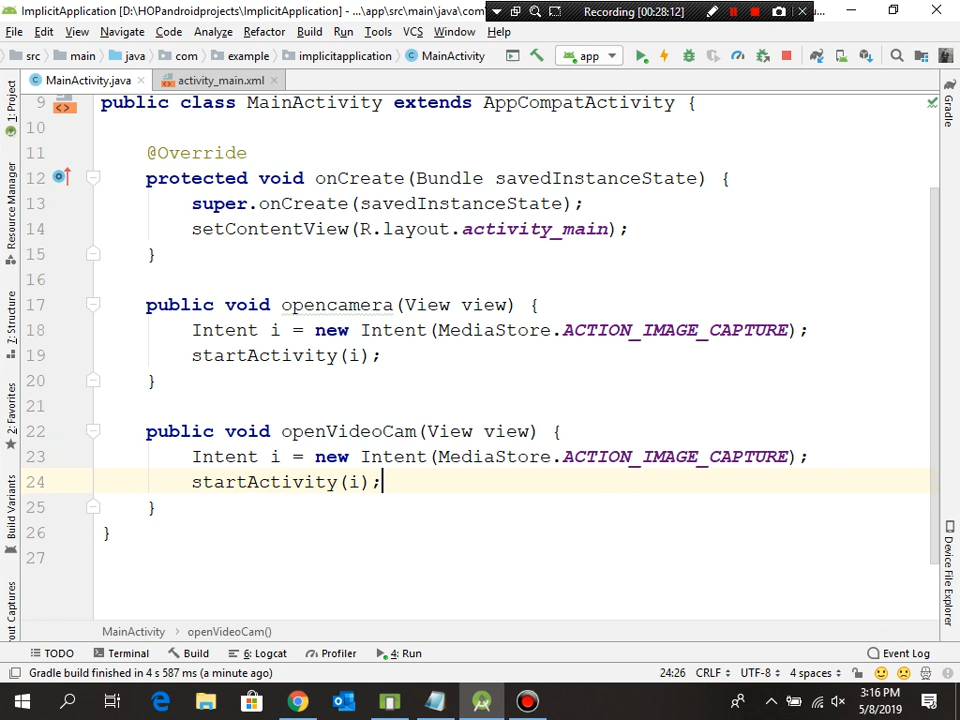 ImplicitApplication [D:\HOPandroidprojects\ImplicitApplication] - ...\app\src\main\java\com
Recording [00:28:12]
File Edit View Navigate Code Analyze Refactor Build Run Tools VCS Window Help
src main java com example implicitapplication MainActivity app
MainActivity.java activity_main.xml
9 public class MainActivity extends AppCompatActivity {
10
11 @Override
12 protected void onCreate(Bundle savedInstanceState) {
13 super.onCreate(savedInstanceState);
14 setContentView(R.layout.activity_main);
15 }
16
17 public void opencamera(View view) {
18 Intent i = new Intent(MediaStore.ACTION_IMAGE_CAPTURE);
19 startActivity(i);
20 }
21
22 public void openVideoCam(View view) {
23 Intent i = new Intent(MediaStore.ACTION_IMAGE_CAPTURE);
24 startActivity(i);
25 }
26 }
27
1: Project
Resource Manager
7: Structure
2: Favorites
Build Variants
out Captures
Gradle
Device File Explorer
MainActivity › openVideoCam()
TODO Terminal Build 6: Logcat Profiler 4: Run Event Log
Gradle build finished in 4 s 587 ms (a minute ago) 24:26 CRLF UTF-8 4 spaces
3:16 PM
5/8/2019